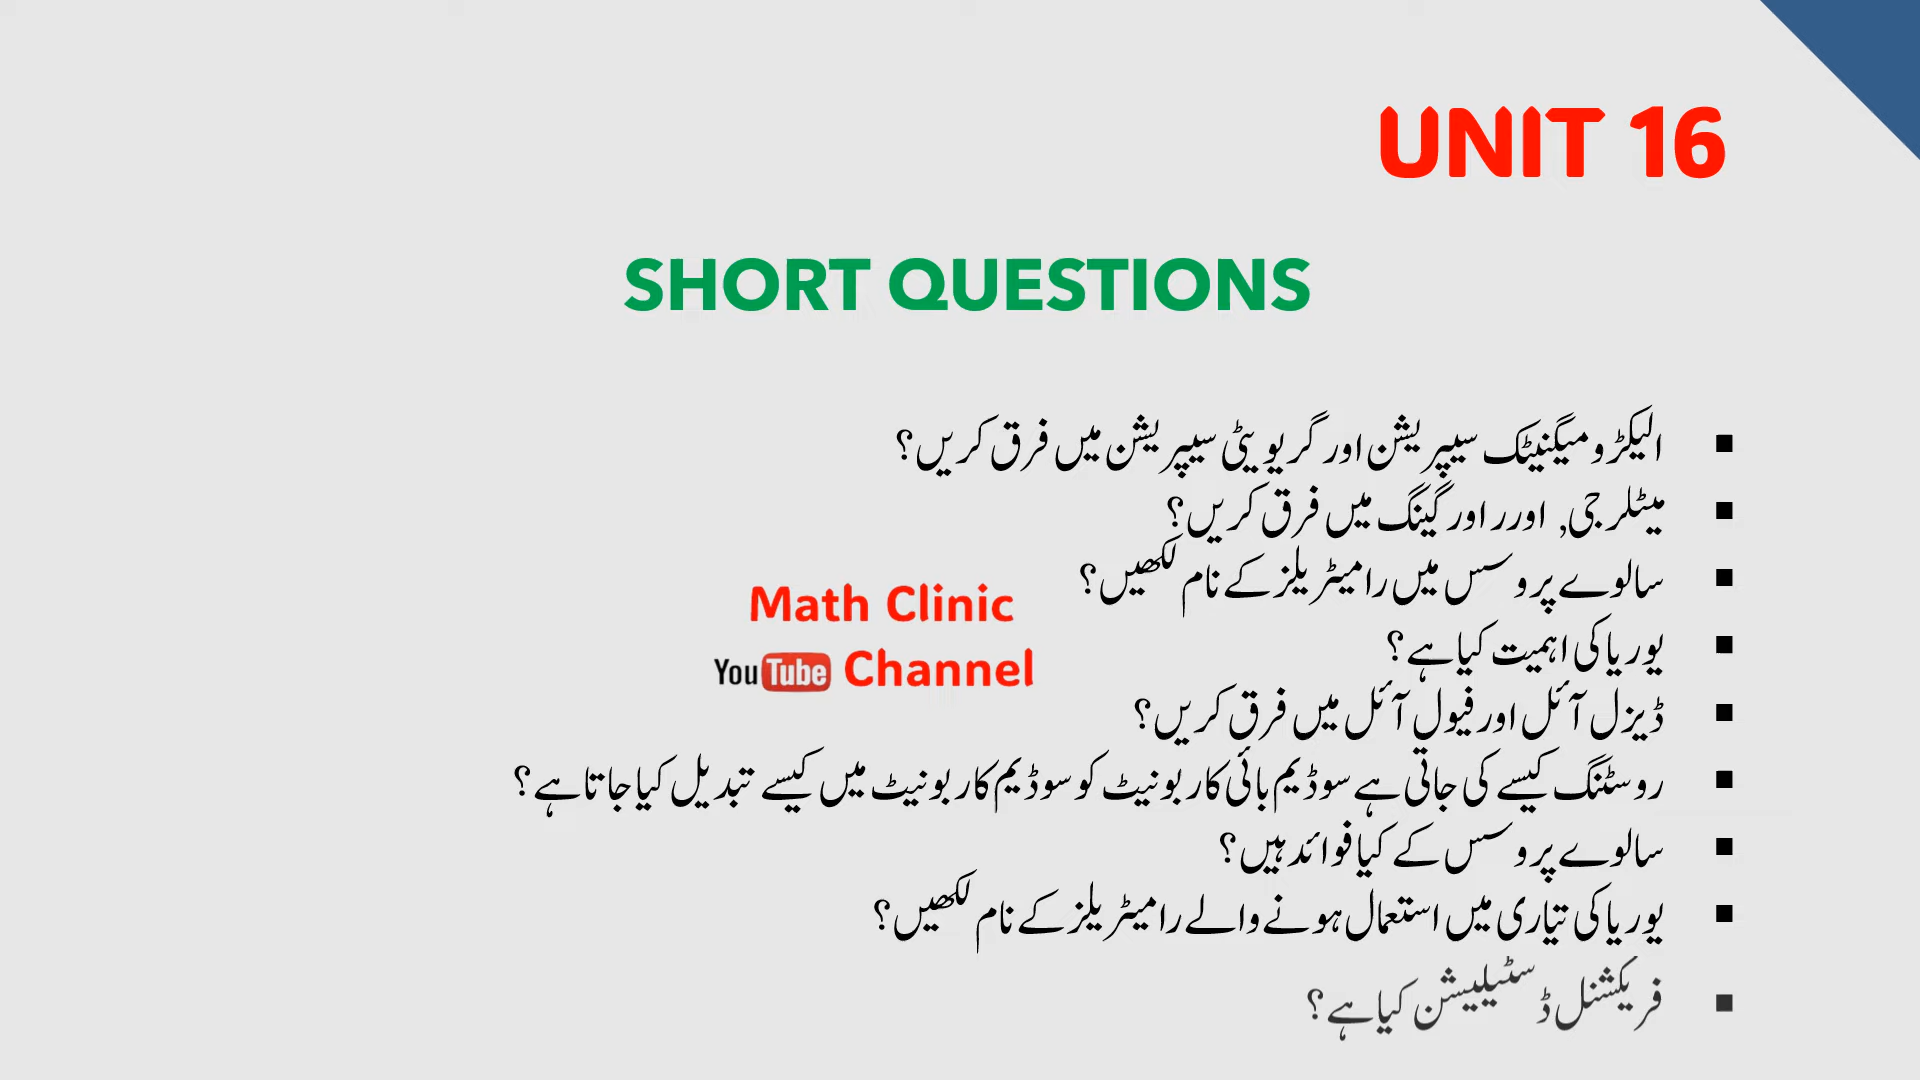 UNIT 16
SHORT QUESTIONS
الیکٹرومیگنیٹک سیپریشن اور گریویٹی سیپریشن میں فرق کریں؟
میٹلرجی, اورر اور گینگ میں فرق کریں؟
سالوے پروسس میں رامیٹریلز کے نام لکھیں؟
یوریا کی اہمیت کیا ہے؟
ڈیزل آئل اور فیول آئل میں فرق کریں؟
روسٹنگ کیسے کی جاتی ہے سوڈیم بائی کاربونیٹ کو سوڈیم کاربونیٹ میں کیسے تبدیل کیا جاتا ہے؟
سالوے پروسس کے کیا فوائد ہیں؟
یوریا کی تیاری میں استعمال ہونے والے رامیٹریلز کے نام لکھیں؟
فریکشنل ڈسٹیلیشن کیا ہے؟
Math Clinic
YouTube Channel